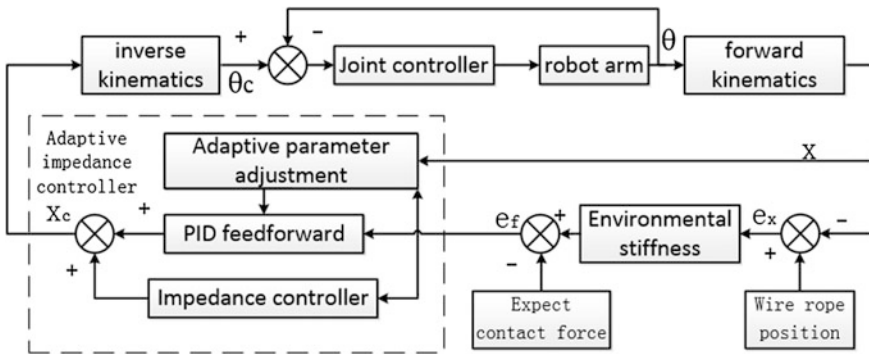 inverse
kinematics
+
θc
−
Joint controller
robot arm
θ
forward
kinematics
Adaptive
impedance
controller
Adaptive parameter
adjustment
X
Xc
+
+
PID feedforward
ef
+
−
Environmental
stiffness
ex
−
+
Impedance controller
Expect
contact force
Wire rope
position